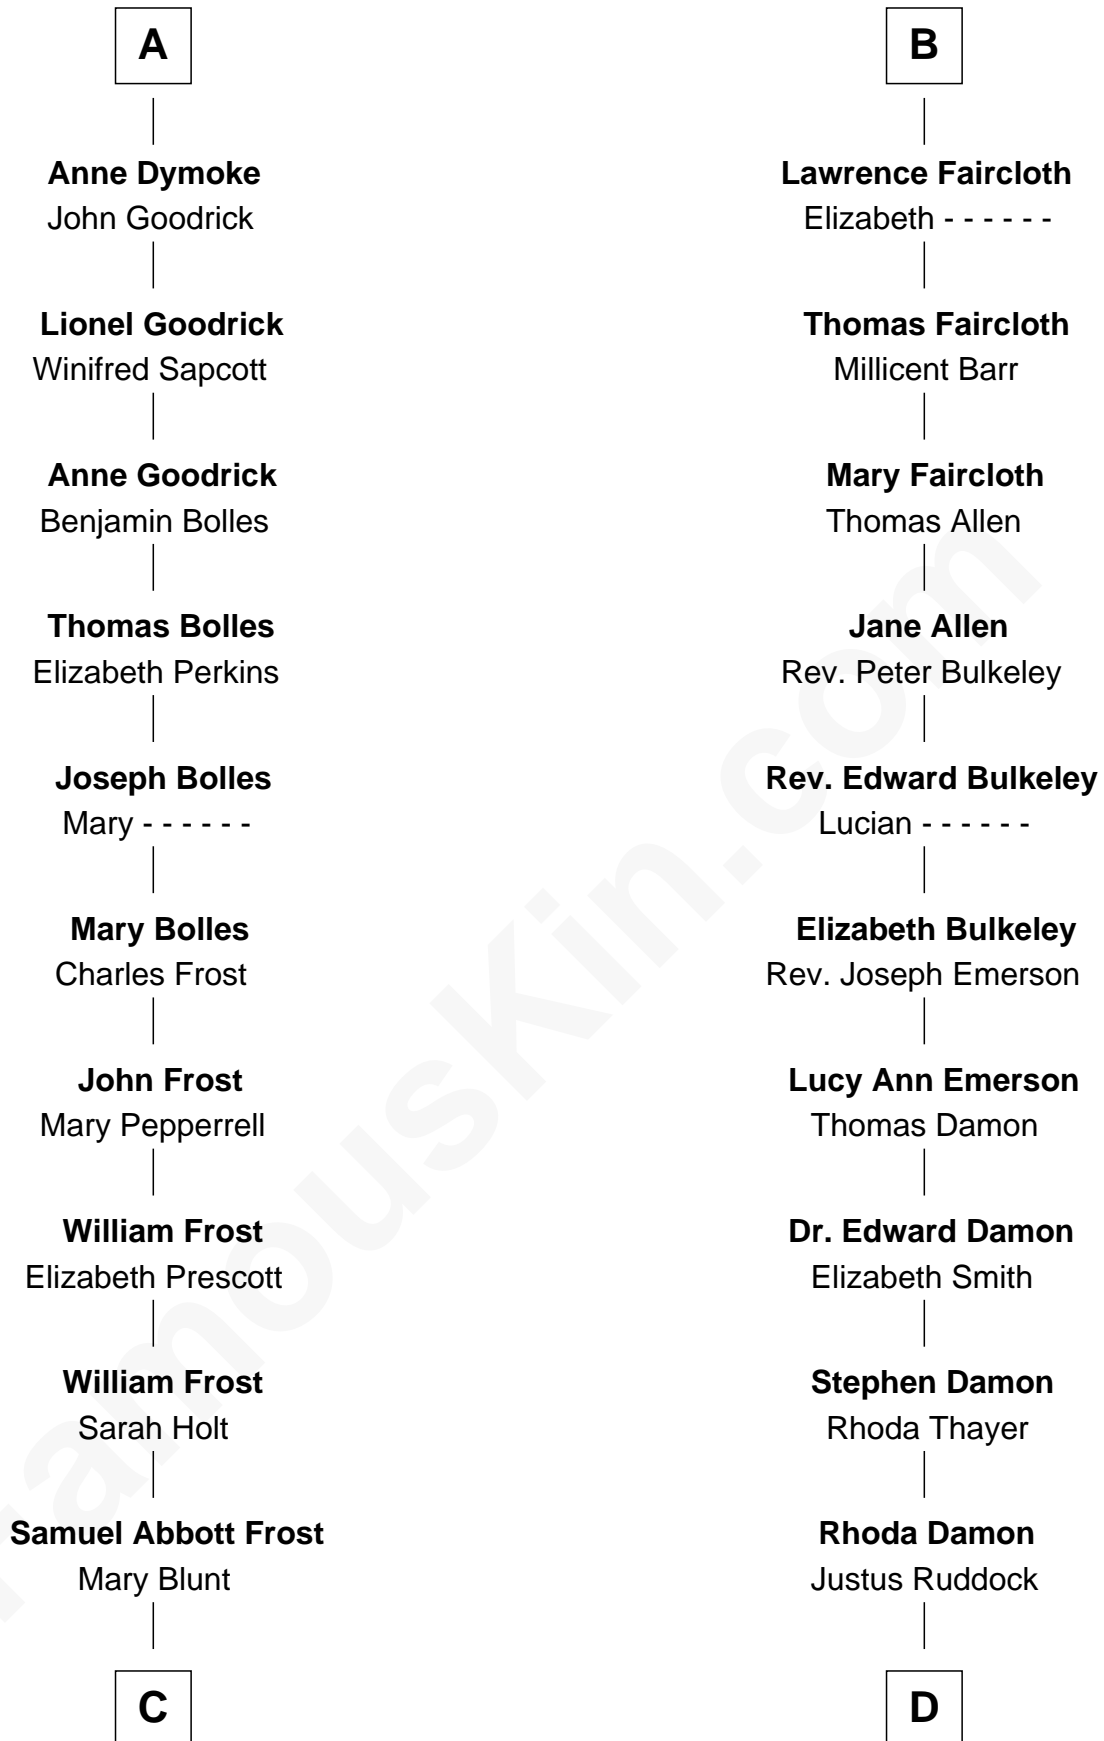 A
Anne Dymoke
John Goodrick
Lionel Goodrick
Winifred Sapcott
Anne Goodrick
Benjamin Bolles
Thomas Bolles
Elizabeth Perkins
Joseph Bolles
Mary - - - - - -
Mary Bolles
Charles Frost
John Frost
Mary Pepperrell
William Frost
Elizabeth Prescott
William Frost
Sarah Holt
Samuel Abbott Frost
Mary Blunt
C
B
Lawrence Faircloth
Elizabeth - - - - - -
Thomas Faircloth
Millicent Barr
Mary Faircloth
Thomas Allen
Jane Allen
Rev. Peter Bulkeley
Rev. Edward Bulkeley
Lucian - - - - - -
Elizabeth Bulkeley
Rev. Joseph Emerson
Lucy Ann Emerson
Thomas Damon
Dr. Edward Damon
Elizabeth Smith
Stephen Damon
Rhoda Thayer
Rhoda Damon
Justus Ruddock
D
FamousKin.com